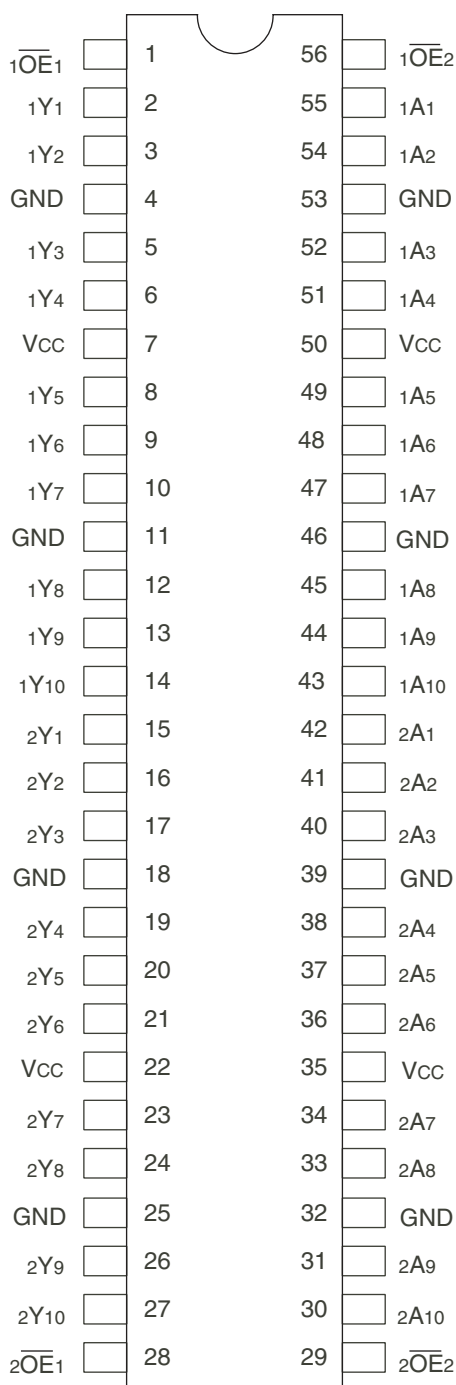 1OE1 1 56 1OE2
1Y1 2 55 1A1
1Y2 3 54 1A2
GND 4 53 GND
1Y3 5 52 1A3
1Y4 6 51 1A4
VCC 7 50 VCC
1Y5 8 49 1A5
1Y6 9 48 1A6
1Y7 10 47 1A7
GND 11 46 GND
1Y8 12 45 1A8
1Y9 13 44 1A9
1Y10 14 43 1A10
2Y1 15 42 2A1
2Y2 16 41 2A2
2Y3 17 40 2A3
GND 18 39 GND
2Y4 19 38 2A4
2Y5 20 37 2A5
2Y6 21 36 2A6
VCC 22 35 VCC
2Y7 23 34 2A7
2Y8 24 33 2A8
GND 25 32 GND
2Y9 26 31 2A9
2Y10 27 30 2A10
2OE1 28 29 2OE2